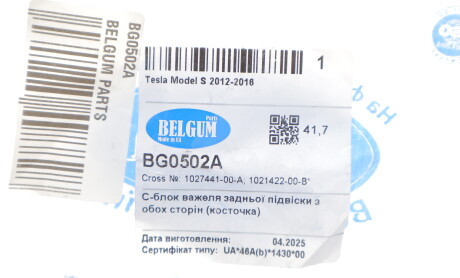 BG0502A
BELGUM PARTS
1
Tesla Model S 2012-2016
Parts
BELGUM
Made in EU
41,7
BG0502A
Cross №: 1027441-00-A, 1021422-00-B*
С-блок важеля задньої підвіски з
обох сторін (косточка)
Дата виготовлення: 04.2025
Сертифікат типу: UA*46A(b)*1430*00
На ф